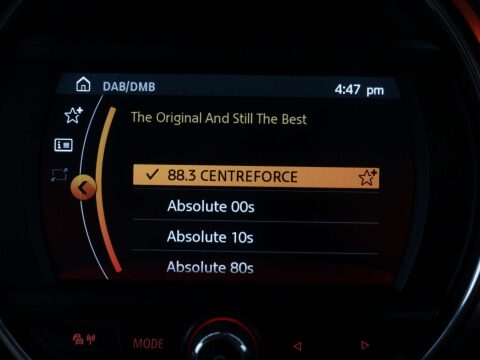 DAB/DMB
4:47 pm
The Original And Still The Best
88.3 CENTREFORCE
Absolute 00s
Absolute 10s
Absolute 80s
MODE